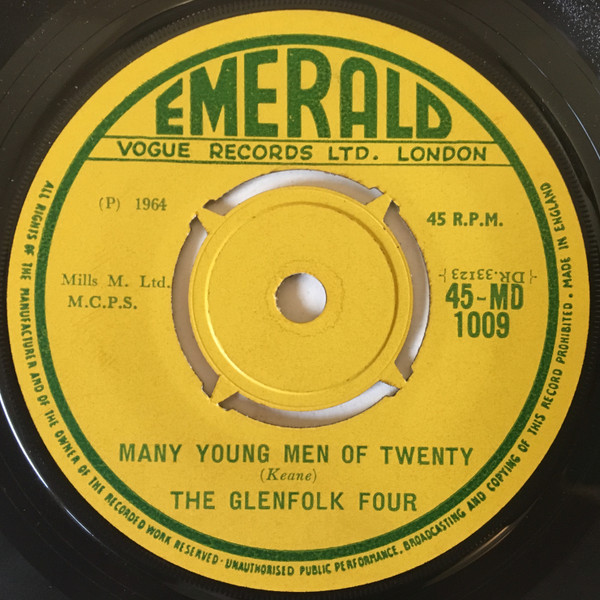 EMERALD
VOGUE RECORDS LTD. LONDON
(P) 1964
45 R.P.M.
Mills M. Ltd.
M.C.P.S.
-{DR.33123}-
45-MD
1009
MANY YOUNG MEN OF TWENTY
(Keane)
THE GLENFOLK FOUR
ALL RIGHTS OF THE MANUFACTURER AND OF THE OWNER OF THE RECORDED WORK RESERVED · UNAUTHORISED PUBLIC PERFORMANCE, BROADCASTING AND COPYING OF THIS RECORD PROHIBITED. MADE IN ENGLAND